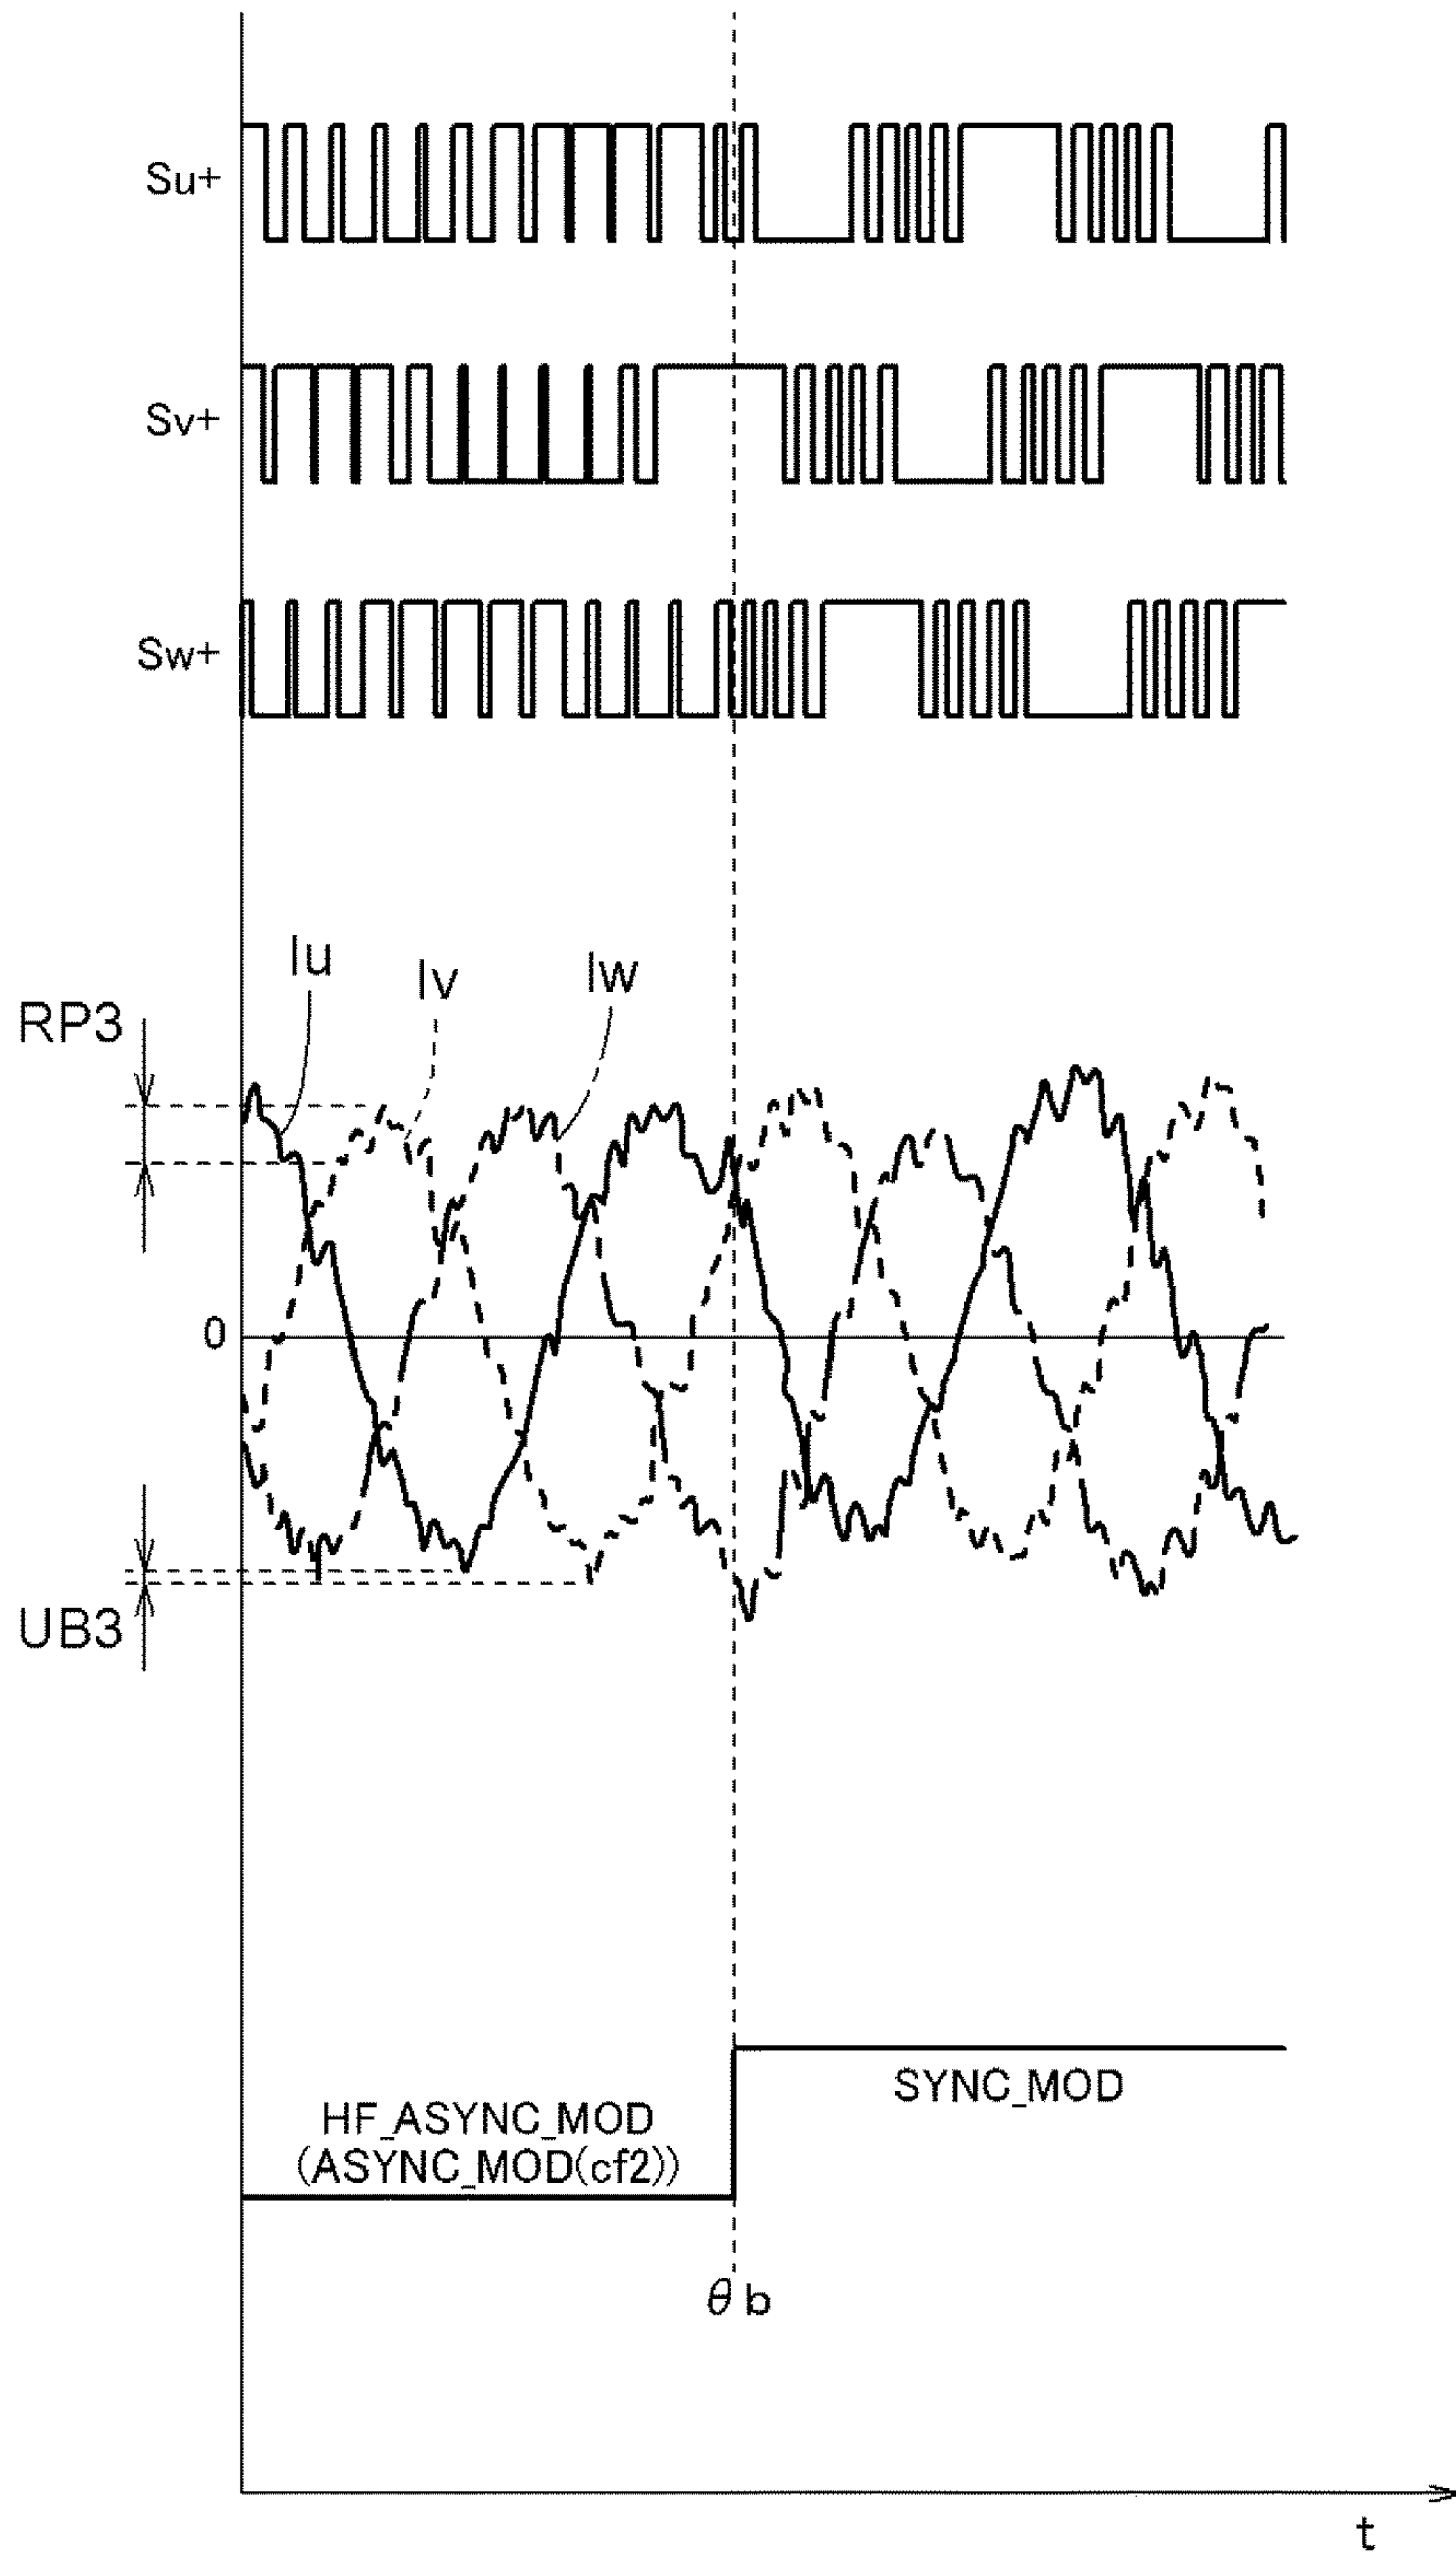 Su+
Sv+
Sw+
Iu
Iv
Iw
RP3
0
UB3
SYNC_MOD
HF_ASYNC_MOD
(ASYNC_MOD(cf2))
θb
t